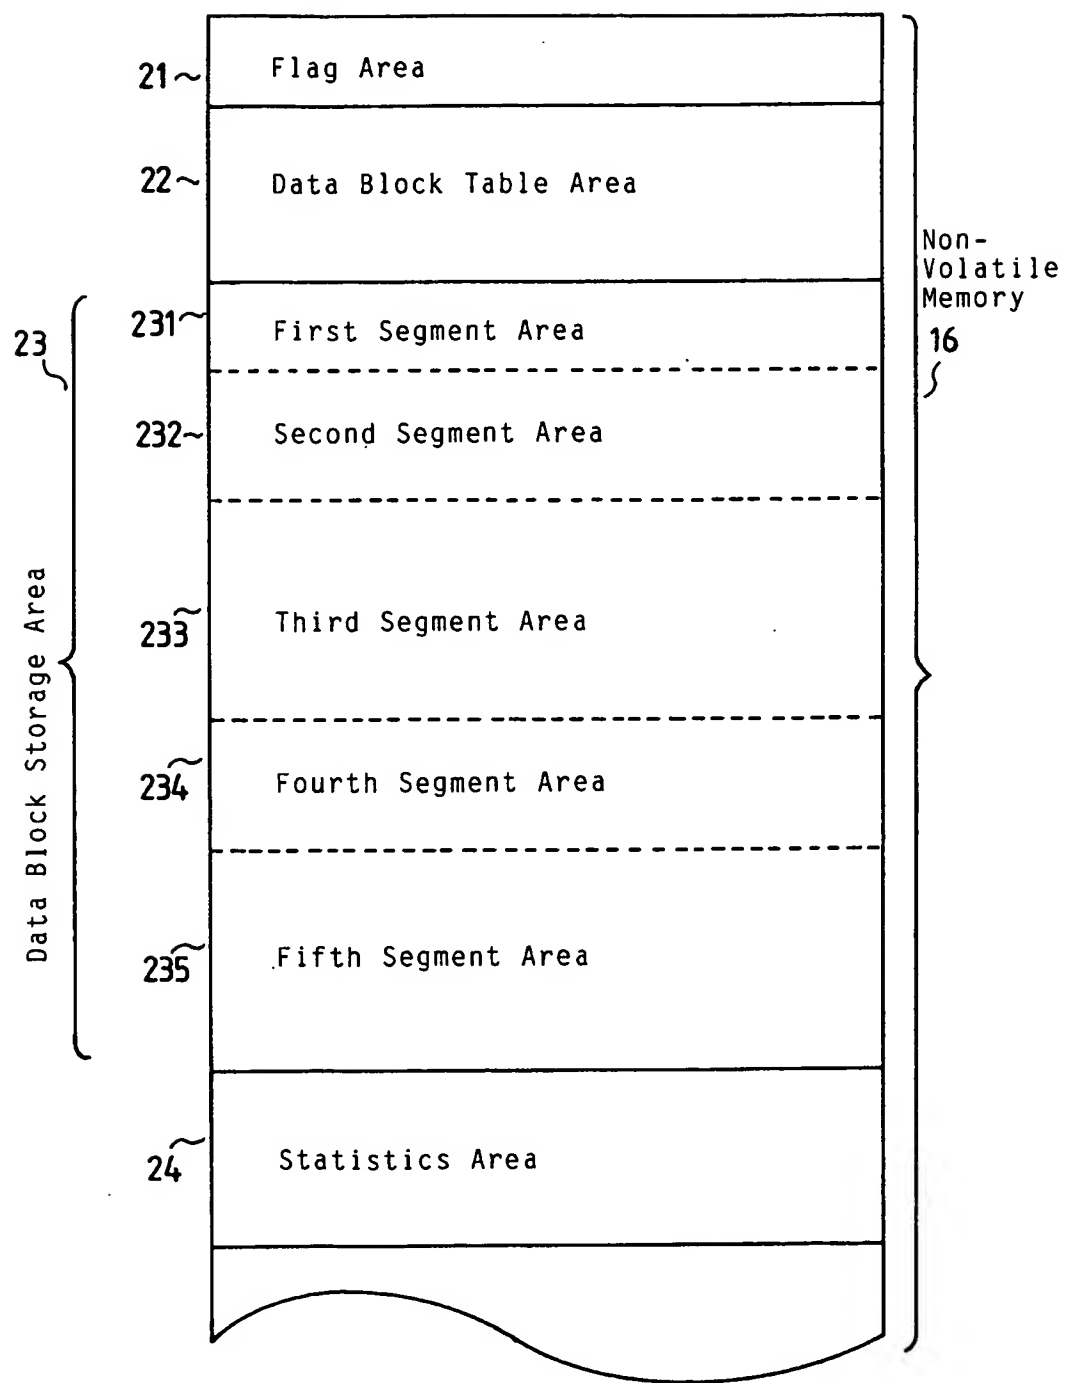 21 Flag Area
22 Data Block Table Area
Non-
Volatile
Memory
16
23
231 First Segment Area
232 Second Segment Area
233 Third Segment Area
234 Fourth Segment Area
235 Fifth Segment Area
Data Block Storage Area
24 Statistics Area